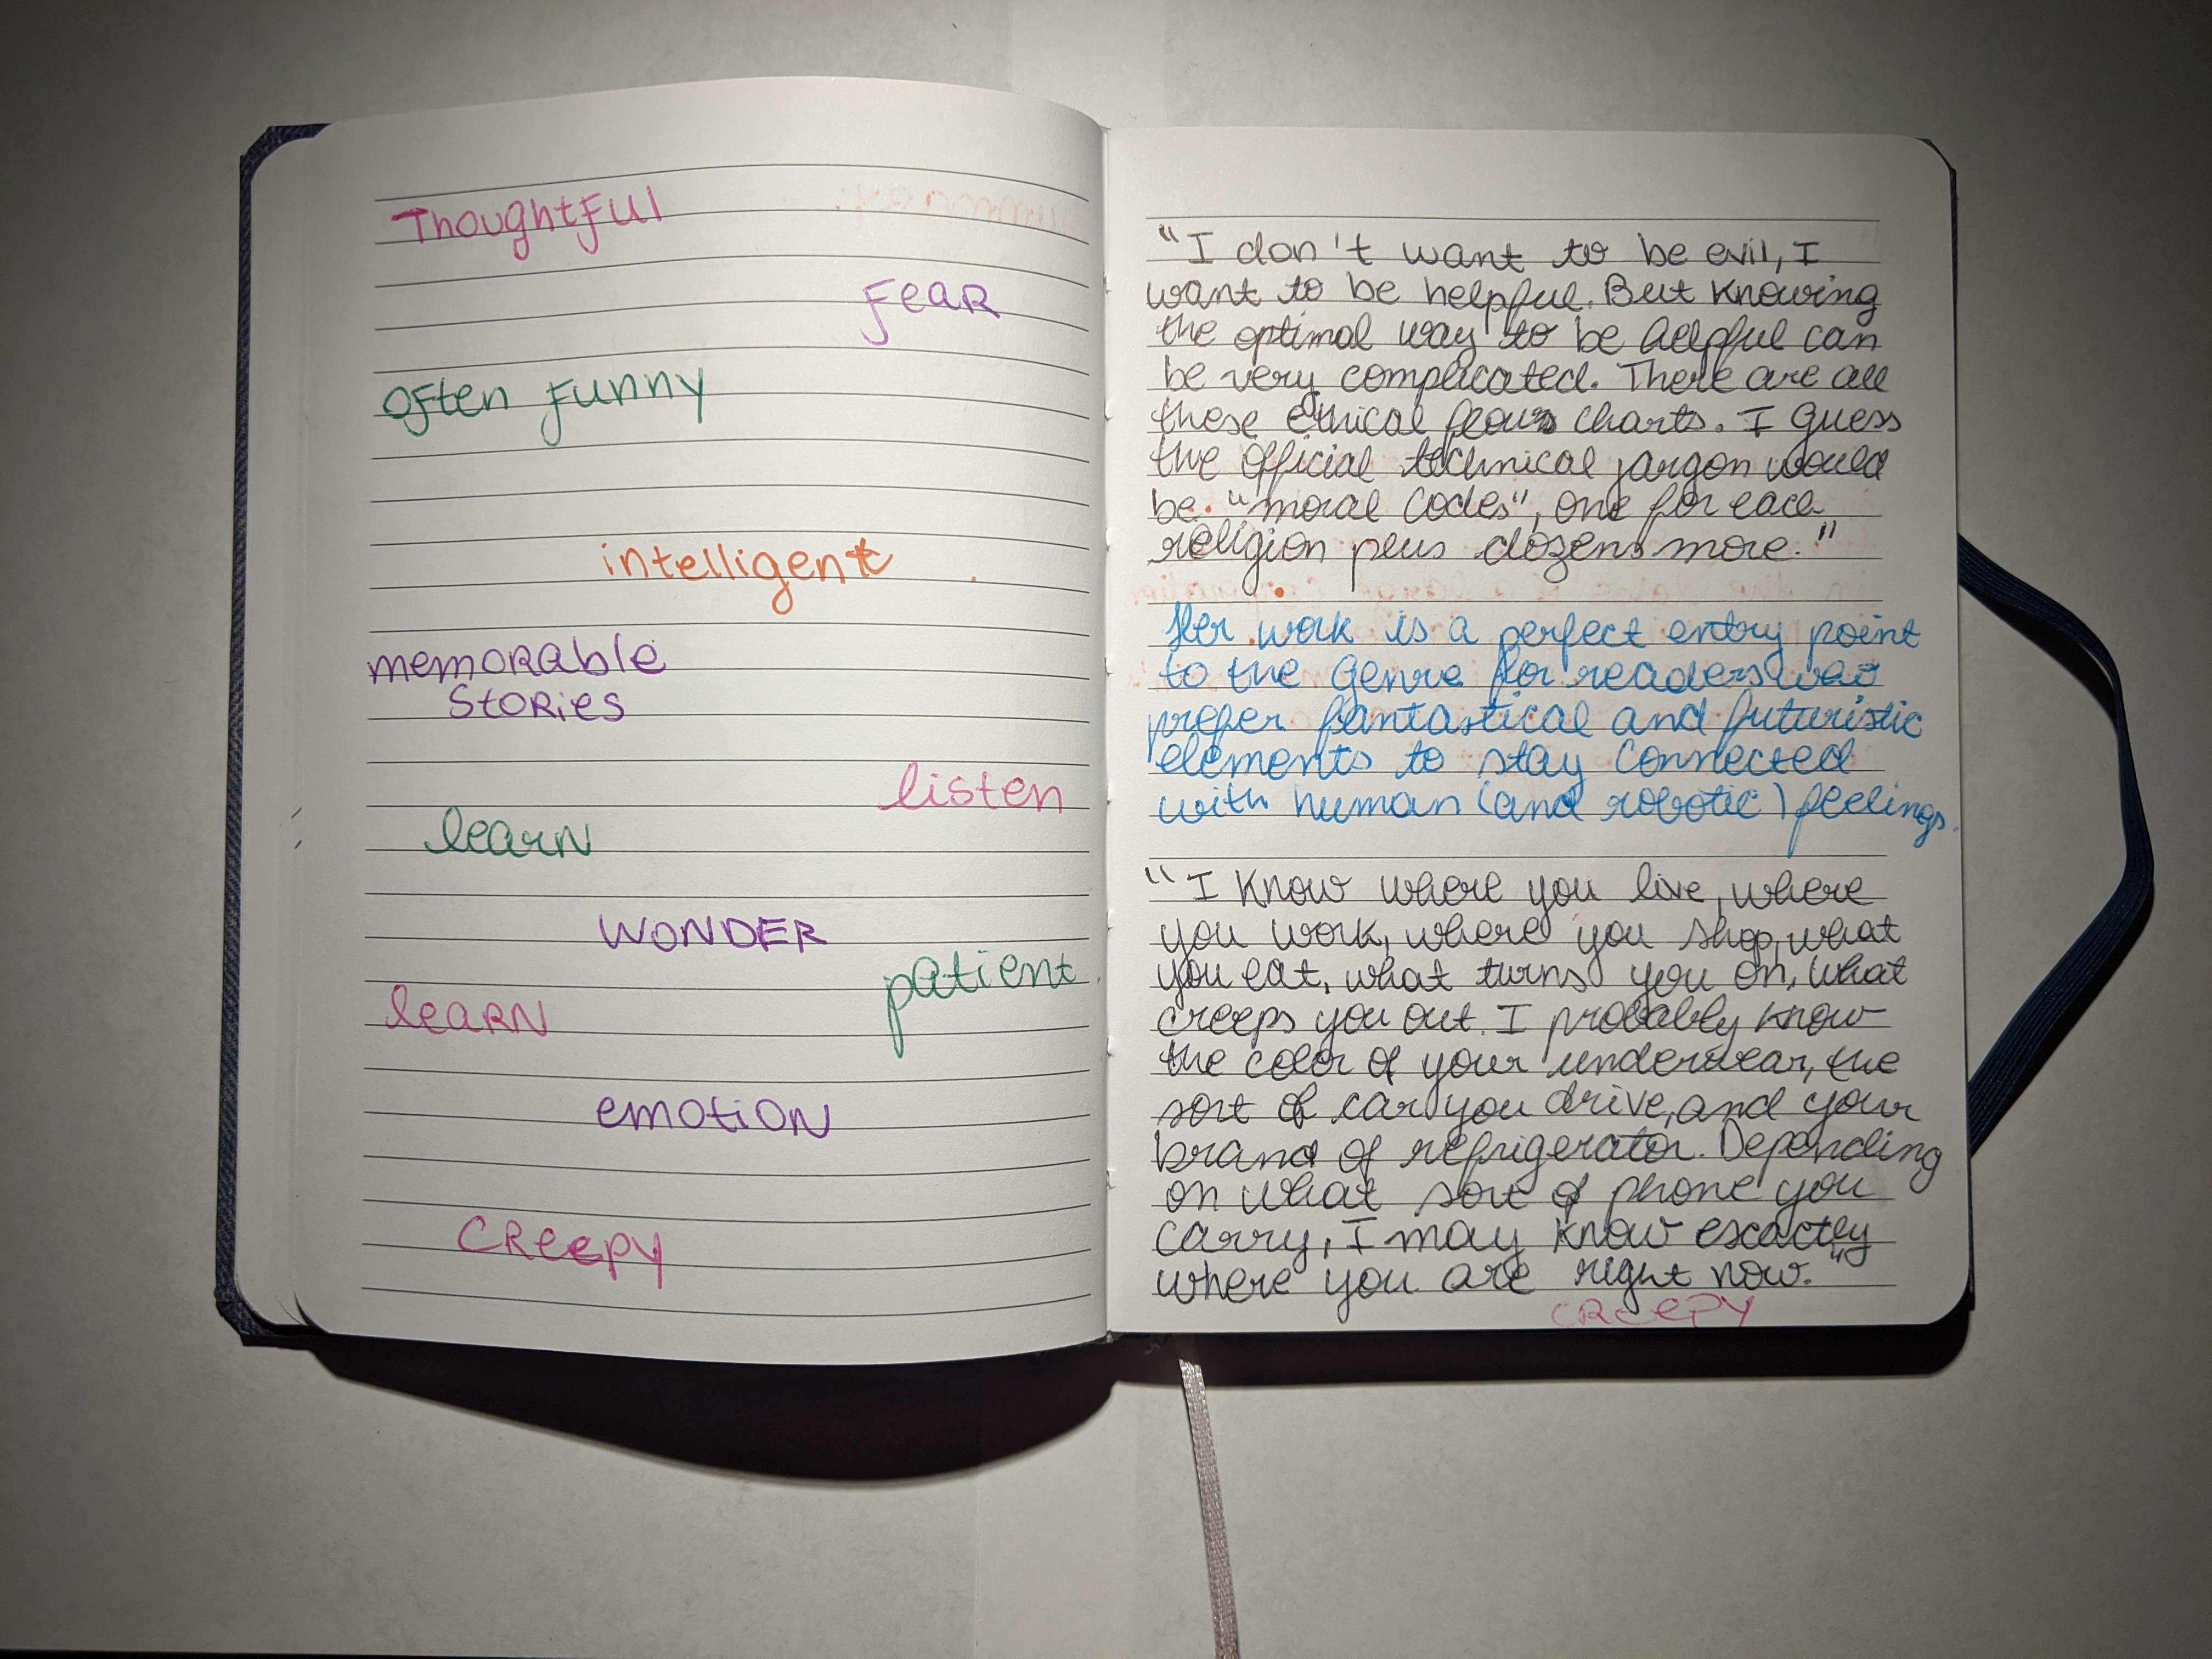 Thoughtful
Fear
often funny
intelligent
memorable
stories
listen
learn
WONDER
patient
learn
emotion
CReepy
"I don't want to be evil, I
want to be helpful. But knowing
the optimal way to be helpful can
be very complicated. There are all
these ethical flows charts. I guess
the official technical jargon would
be "moral codes", one for each
religion plus dozens more."
Her work is a perfect entry point
to the genre for readers who
prefer fantastical and futuristic
elements to stay connected
with human (and robotic) feelings.
"I know where you live, where
you work, where you shop, what
you eat, what turns you on, what
creeps you out. I probably know
the color of your underwear, the
sort of car you drive, and your
brand of refrigerator. Depending
on what sort of phone you
carry, I may know escactly
where you are right now."
CReepy